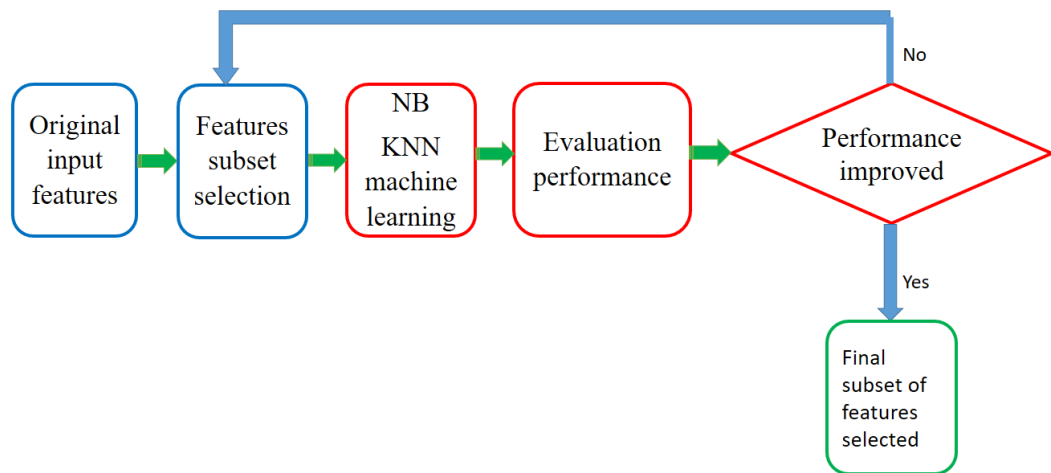 Original
input
features
Features
subset
selection
NB
KNN
machine
learning
Evaluation
performance
Performance
improved
No
Yes
Final
subset of
features
selected